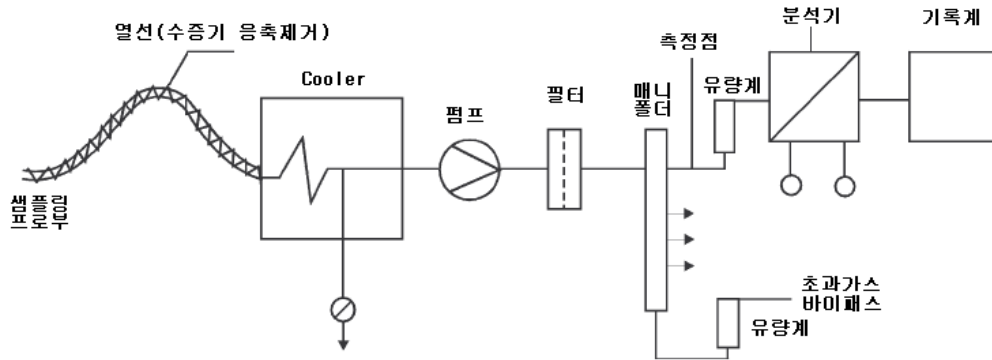 열선(수증기 응축제거)
Cooler
샘플링
프로부
펌프
필터
매니
폴더
측정점
유량계
분석기
기록계
초과가스
바이패스
유량계